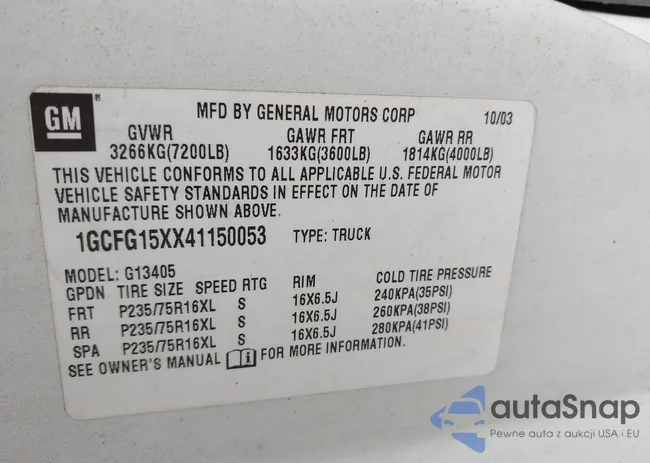 GM ®
MFD BY GENERAL MOTORS CORP 10/03
GVWR GAWR FRT GAWR RR
3266KG(7200LB) 1633KG(3600LB) 1814KG(4000LB)
THIS VEHICLE CONFORMS TO ALL APPLICABLE U.S. FEDERAL MOTOR
VEHICLE SAFETY STANDARDS IN EFFECT ON THE DATE OF
MANUFACTURE SHOWN ABOVE.
1GCFG15XX41150053 TYPE: TRUCK
MODEL: G13405
GPDN TIRE SIZE SPEED RTG RIM COLD TIRE PRESSURE
FRT P235/75R16XL S 16X6.5J 240KPA(35PSI)
RR P235/75R16XL S 16X6.5J 260KPA(38PSI)
SPA P235/75R16XL S 16X6.5J 280KPA(41PSI)
SEE OWNER'S MANUAL i FOR MORE INFORMATION.
autaSnap
Pewne auta z aukcji USA i EU